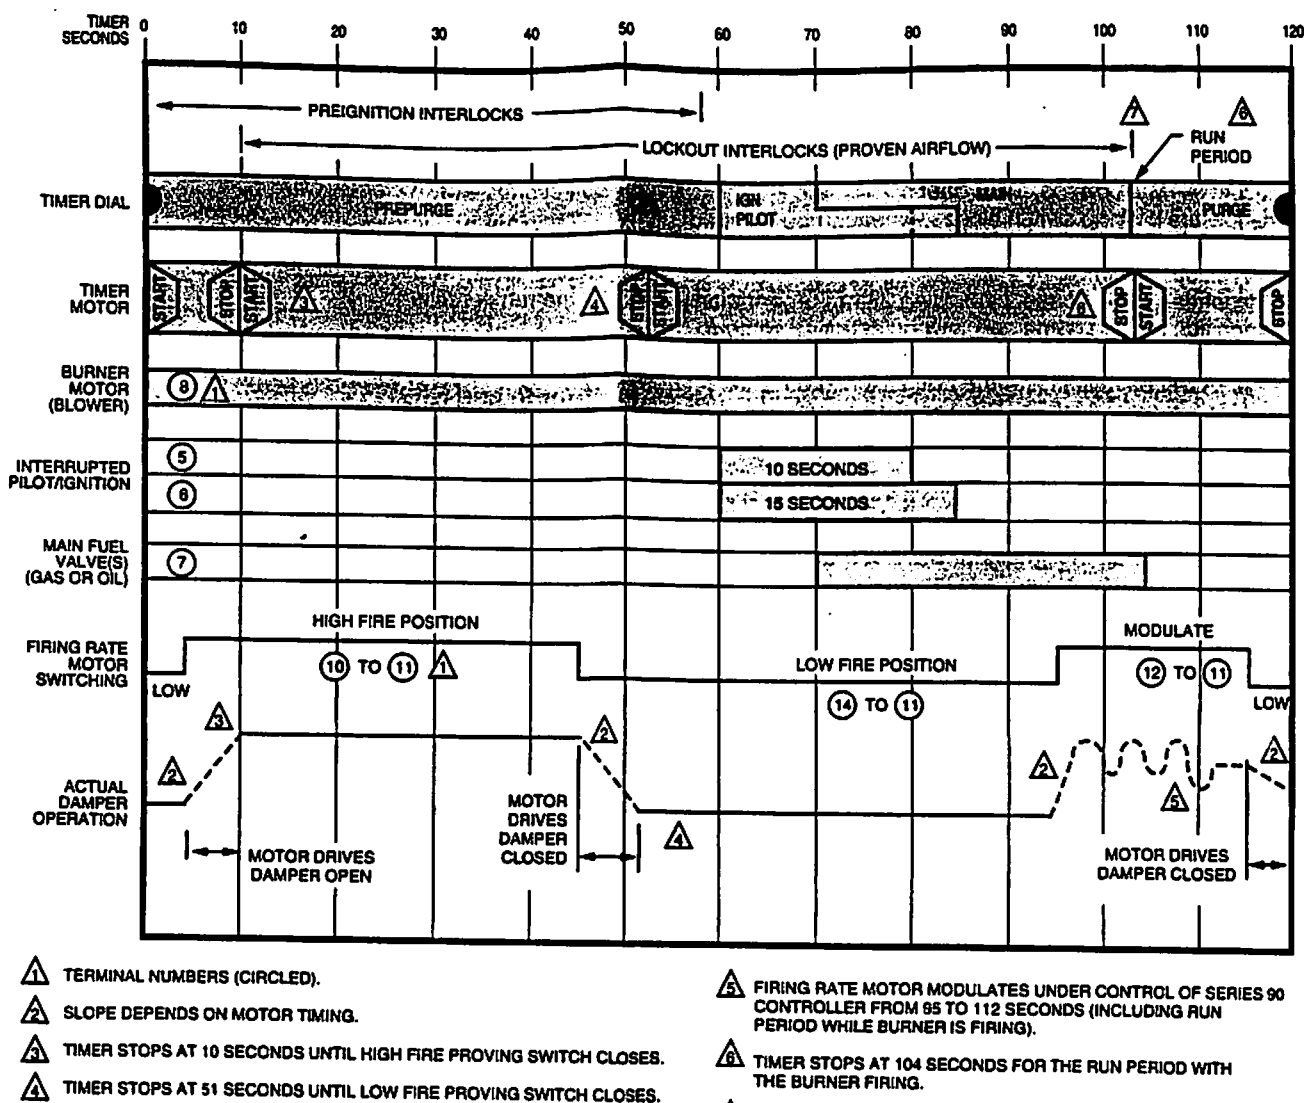 TIMER
SECONDS
0 10 20 30 40 50 60 70 80 90 100 110 120
PREIGNITION INTERLOCKS
7 6
LOCKOUT INTERLOCKS (PROVEN AIRFLOW)
RUN
PERIOD
TIMER DIAL
PREPURGE
IGN
PILOT
MAIN
PURGE
TIMER
MOTOR
START STOP START 3 4 STOP START 6 STOP START STOP
BURNER
MOTOR
(BLOWER)
8 1
INTERRUPTED
PILOT/IGNITION
5
10 SECONDS
6
15 SECONDS
MAIN FUEL
VALVE(S)
(GAS OR OIL)
7
FIRING RATE
MOTOR
SWITCHING
LOW
HIGH FIRE POSITION
10 TO 11 1
LOW FIRE POSITION
14 TO 11
MODULATE
12 TO 11
LOW
ACTUAL
DAMPER
OPERATION
2 3 2 4 2 5 2
MOTOR DRIVES
DAMPER OPEN
MOTOR
DRIVES
DAMPER
CLOSED
MOTOR DRIVES
DAMPER CLOSED
1 TERMINAL NUMBERS (CIRCLED).
2 SLOPE DEPENDS ON MOTOR TIMING.
3 TIMER STOPS AT 10 SECONDS UNTIL HIGH FIRE PROVING SWITCH CLOSES.
4 TIMER STOPS AT 51 SECONDS UNTIL LOW FIRE PROVING SWITCH CLOSES.
5 FIRING RATE MOTOR MODULATES UNDER CONTROL OF SERIES 90
CONTROLLER FROM 95 TO 112 SECONDS (INCLUDING RUN
PERIOD WHILE BURNER IS FIRING).
6 TIMER STOPS AT 104 SECONDS FOR THE RUN PERIOD WITH
THE BURNER FIRING.